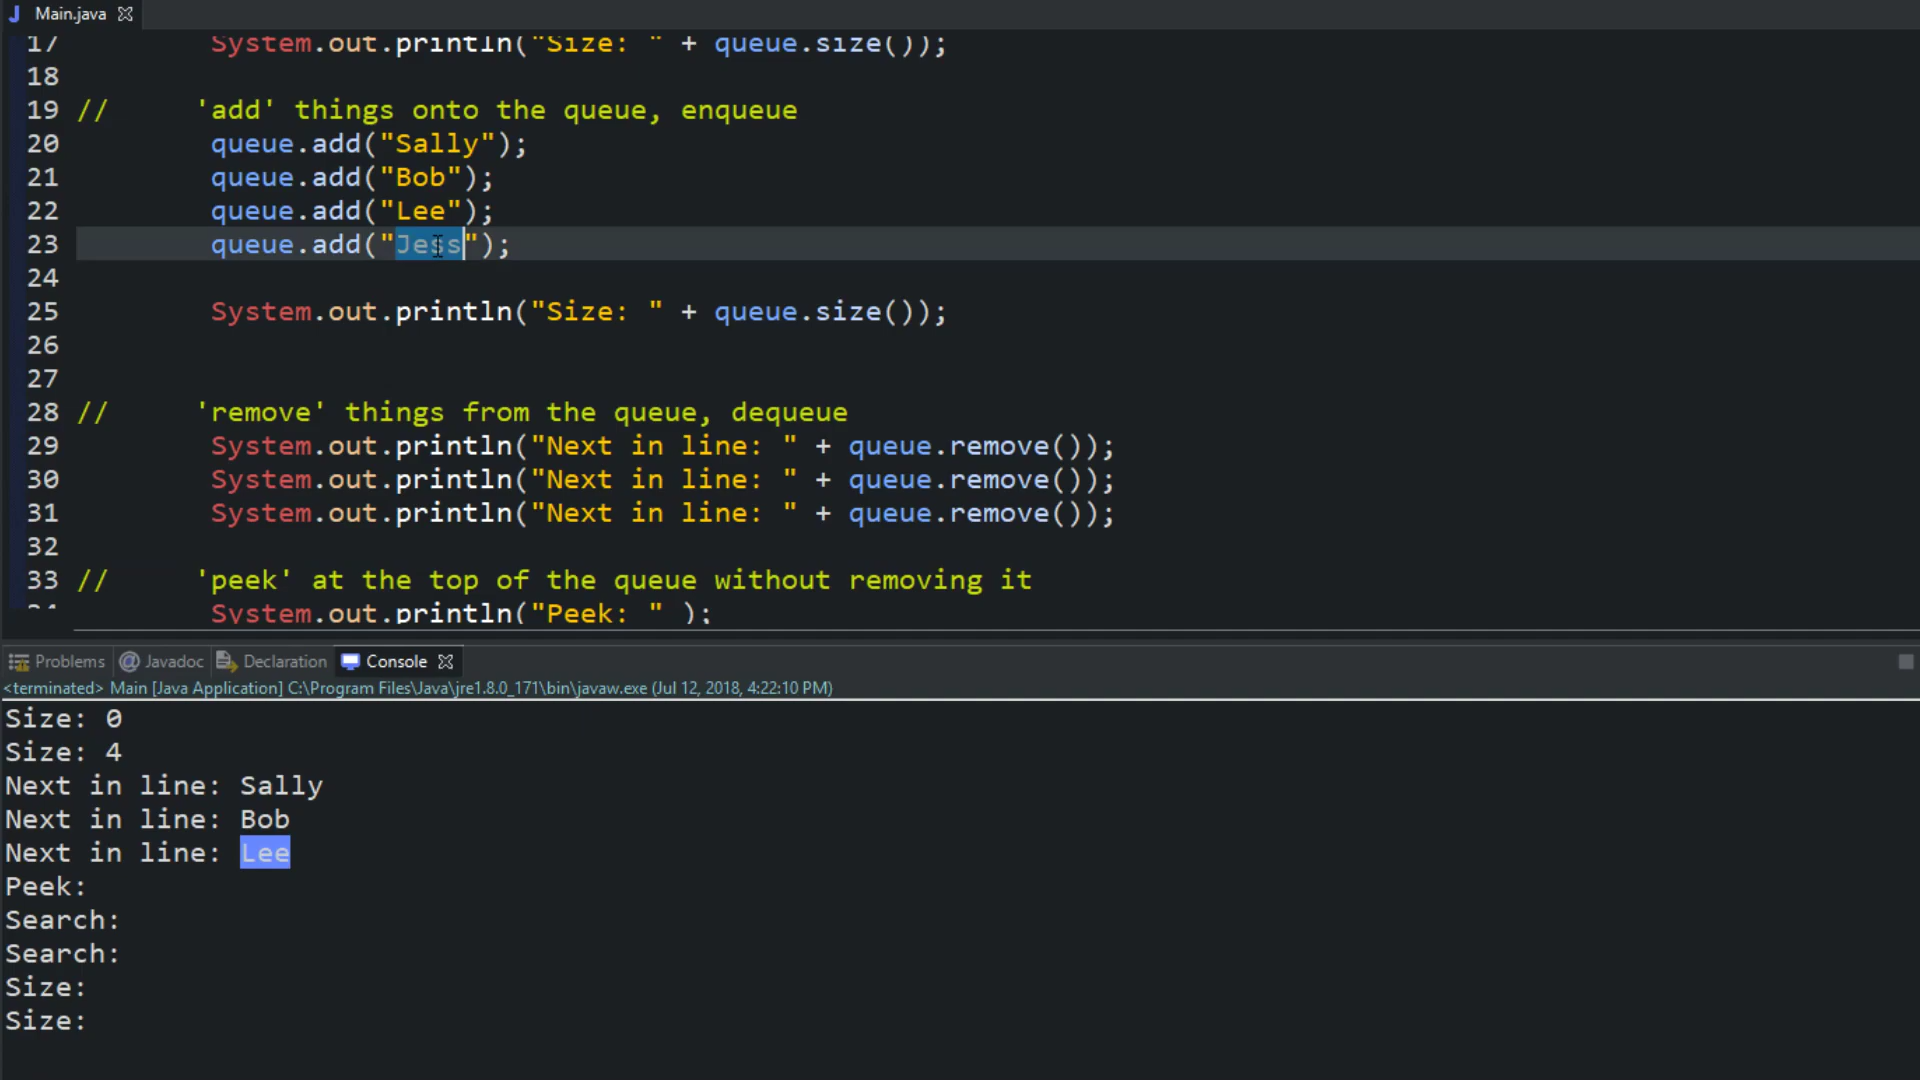 Main.java
17 System.out.println("Size: " + queue.size());
18
19 // 'add' things onto the queue, enqueue
20 queue.add("Sally");
21 queue.add("Bob");
22 queue.add("Lee");
23 queue.add("Jess");
24
25 System.out.println("Size: " + queue.size());
26
27
28 // 'remove' things from the queue, dequeue
29 System.out.println("Next in line: " + queue.remove());
30 System.out.println("Next in line: " + queue.remove());
31 System.out.println("Next in line: " + queue.remove());
32
33 // 'peek' at the top of the queue without removing it
System.out.println("Peek: " );
Problems Javadoc Declaration Console
<terminated> Main [Java Application] C:\Program Files\Java\jre1.8.0_171\bin\javaw.exe (Jul 12, 2018, 4:22:10 PM)
Size: 0
Size: 4
Next in line: Sally
Next in line: Bob
Next in line: Lee
Peek:
Search:
Search:
Size:
Size: